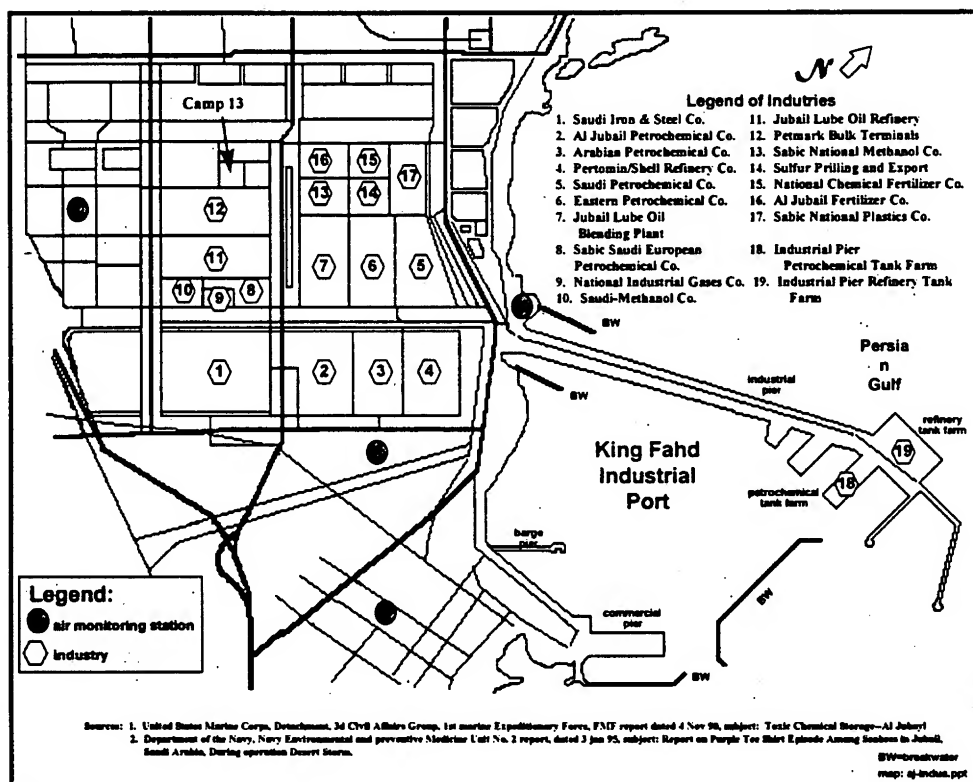 Camp 13
N
Legend of Indutries
1. Saudi Iron & Steel Co.
2. Al Jubail Petrochemical Co.
3. Arabian Petrochemical Co.
4. Pertomin/Shell Refinery Co.
5. Saudi Petrochemical Co.
6. Eastern Petrochemical Co.
7. Jubail Lube Oil
Blending Plant
8. Sabic Saudi European
Petrochemical Co.
9. National Industrial Gases Co.
10. Saudi-Methanol Co.
11. Jubail Lube Oil Refinery
12. Petmark Bulk Terminals
13. Sabic National Methanol Co.
14. Sulfur Prilling and Export
15. National Chemical Fertilizer Co.
16. Al Jubail Fertilizer Co.
17. Sabic National Plastics Co.
18. Industrial Pier
Petrochemical Tank Farm
19. Industrial Pier Refinery Tank
Farm
16
15
17
13
14
12
11
7
6
5
10
9
8
1
2
3
4
BW
BW
industrial
pier
Persia
n
Gulf
refinery
tank farm
19
18
petrochemical
tank farm
King Fahd
Industrial
Port
barge
pier
BW
commercial
pier
BW
Legend:
air monitoring station
industry
Sources: 1. United States Marine Corps, Detachment, 3d Civil Affairs Group, 1st marine Expeditionary Force, FMF report dated 4 Nov 90, subject: Toxic Chemical Storage--Al Jubayl
2. Department of the Navy, Navy Environmental and preventive Medicine Unit No. 2 report, dated 3 jan 95, subject: Report on Purple Tee Shirt Episode Among Seabees in Jubail,
Saudi Arabia, During operation Desert Storm.
BW=breakwater
map: aj-indus.ppt